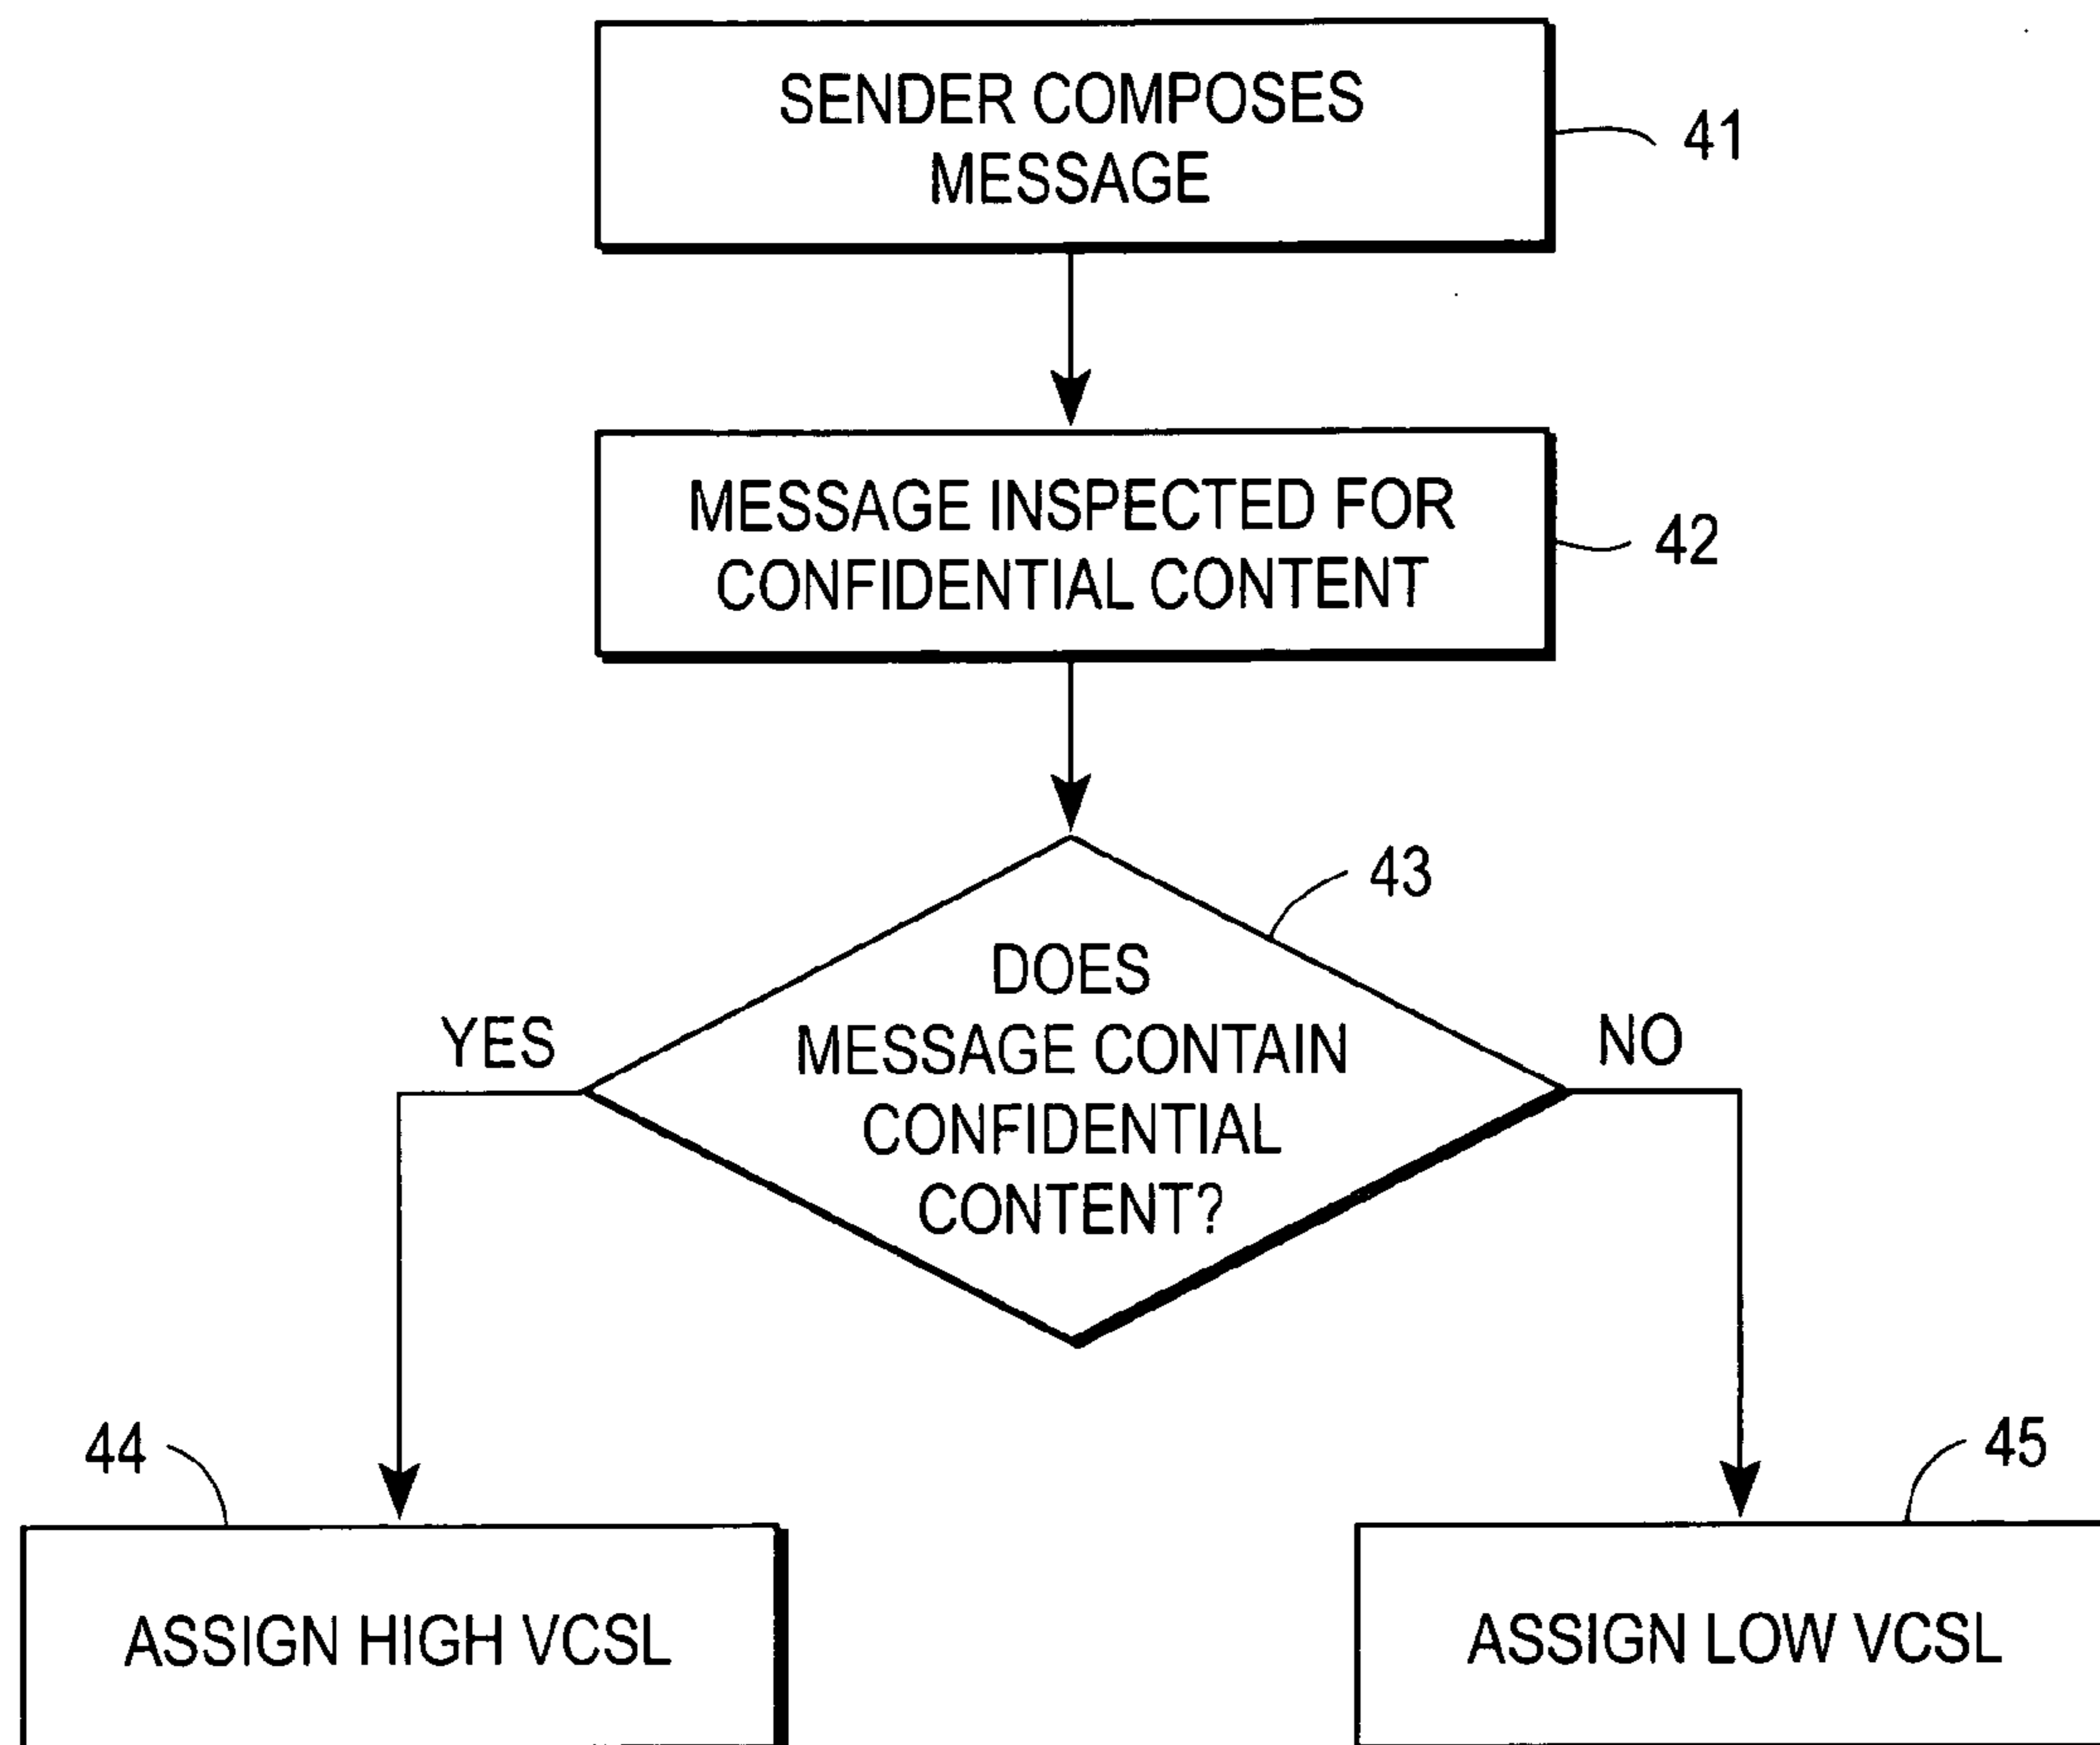 SENDER COMPOSES
MESSAGE
41
MESSAGE INSPECTED FOR
CONFIDENTIAL CONTENT
42
43
DOES
MESSAGE CONTAIN
CONFIDENTIAL
CONTENT?
YES
NO
44
45
ASSIGN HIGH VCSL
ASSIGN LOW VCSL